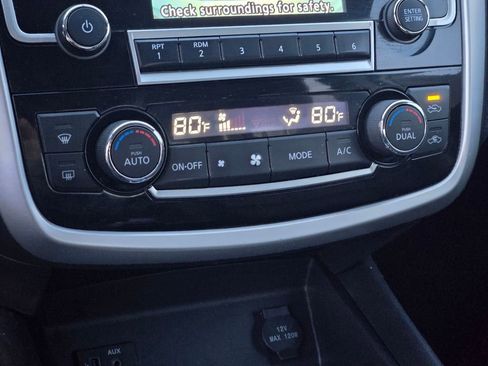 Check surroundings for safety.
ENTER
SETTING
RPT
1
RDM
2
3
4
5
6
80°F
80°F
PUSH
AUTO
ON·OFF
MODE
A/C
PUSH
DUAL
AUX
12V
MAX 120W